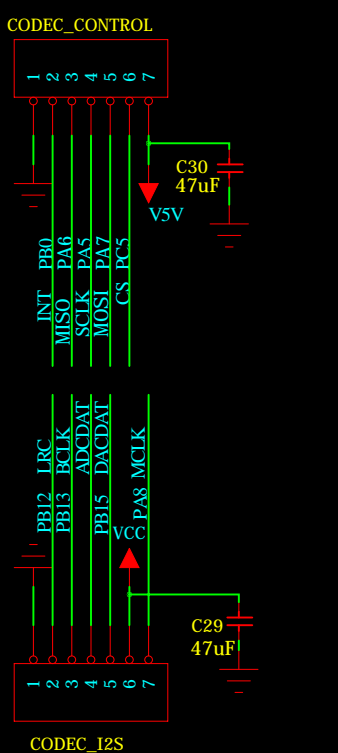 CODEC_CONTROL
1 2 3 4 5 6 7
C30
47uF
V5V
INT PB0
MISO PA6
SCLK PA5
MOSI PA7
CS PC5
PB12 LRC
PB13 BCLK
ADCDAT
PB15 DACDAT
PA8 MCLK
VCC
C29
47uF
1 2 3 4 5 6 7
CODEC_I2S